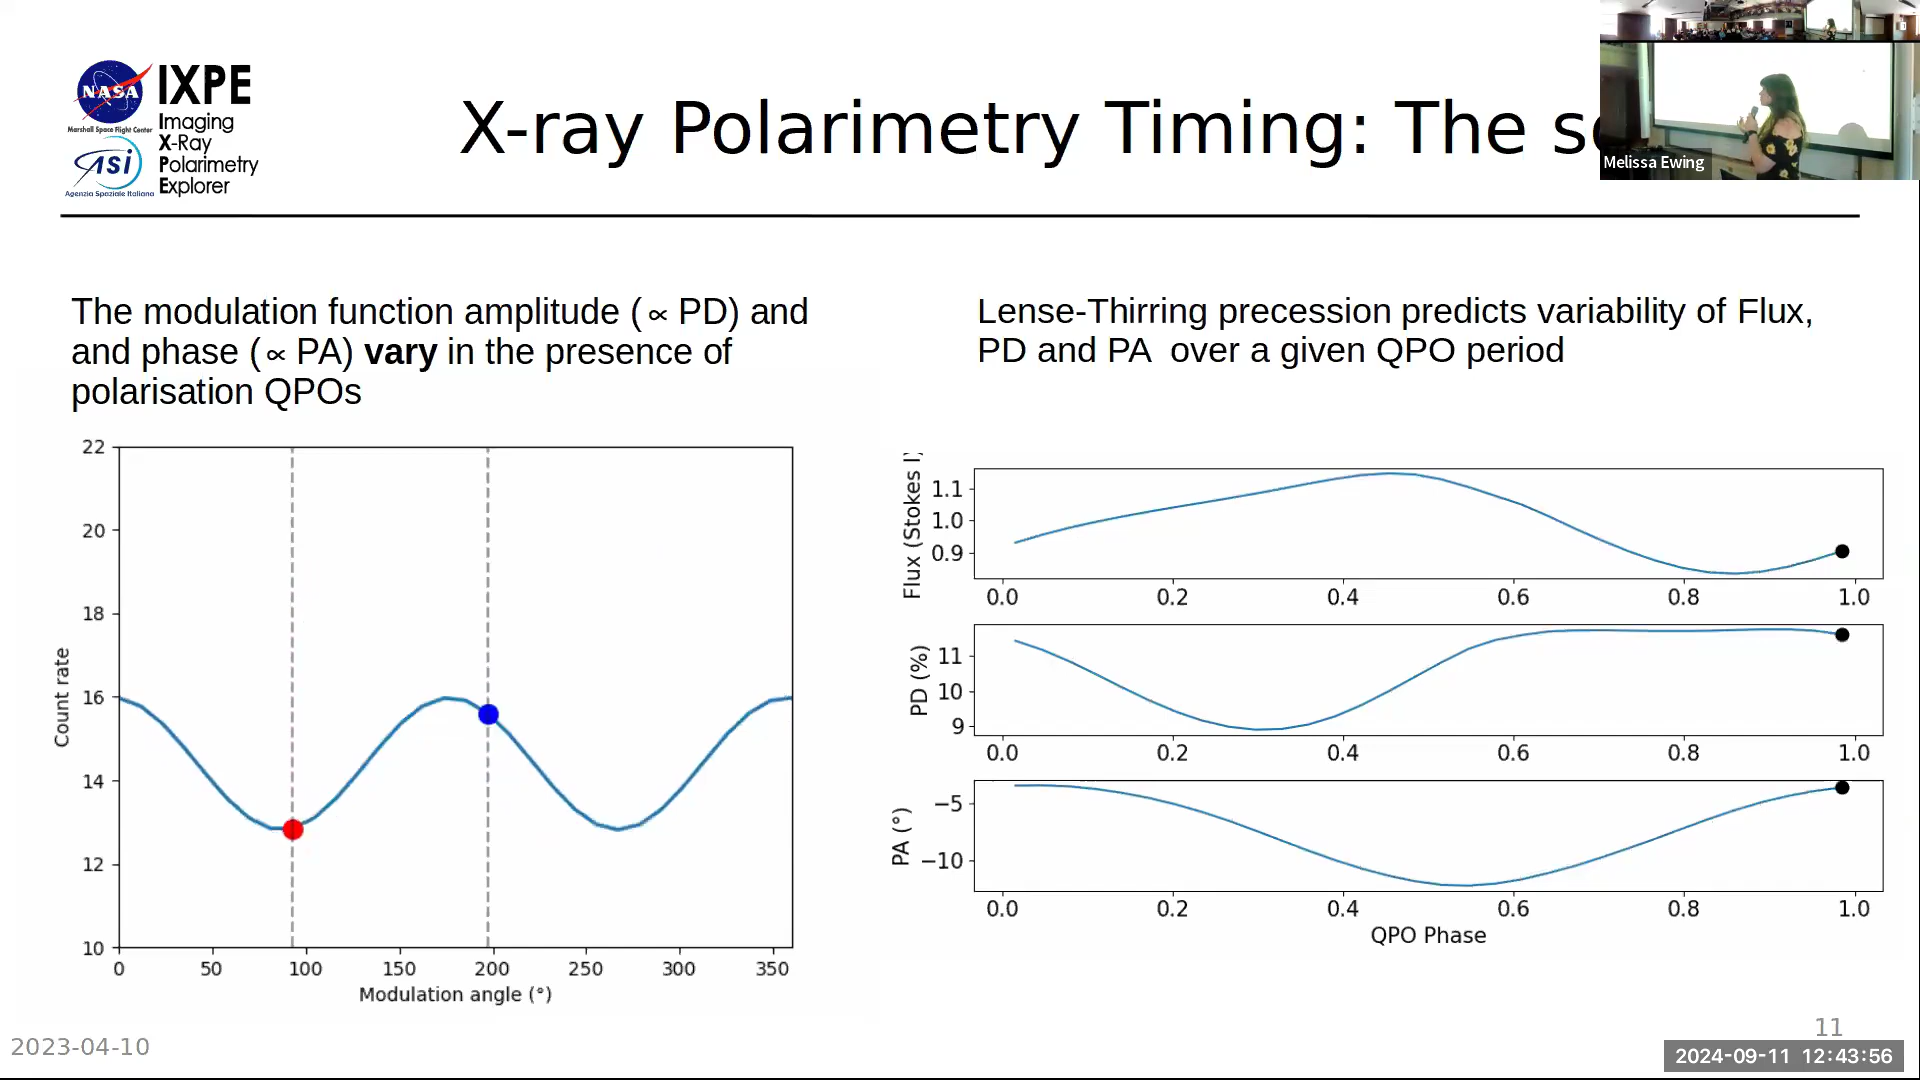 NASA
IXPE
Imaging
X-Ray
Polarimetry
Explorer
Marshall Space Flight Center
ASI
Agenzia Spaziale Italiana
X-ray Polarimetry Timing: The
Melissa Ewing
The modulation function amplitude (∝ PD) and
and phase (∝ PA) vary in the presence of
polarisation QPOs
Lense-Thirring precession predicts variability of Flux,
PD and PA over a given QPO period
22
20
18
16
14
12
10
Count rate
0 50 100 150 200 250 300 350
Modulation angle (°)
Flux (Stokes I)
1.1
1.0
0.9
0.0 0.2 0.4 0.6 0.8 1.0
PD (%)
11
10
9
0.0 0.2 0.4 0.6 0.8 1.0
PA (°)
−5
−10
0.0 0.2 0.4 0.6 0.8 1.0
QPO Phase
11
2023-04-10
2024-09-11 12:43:56